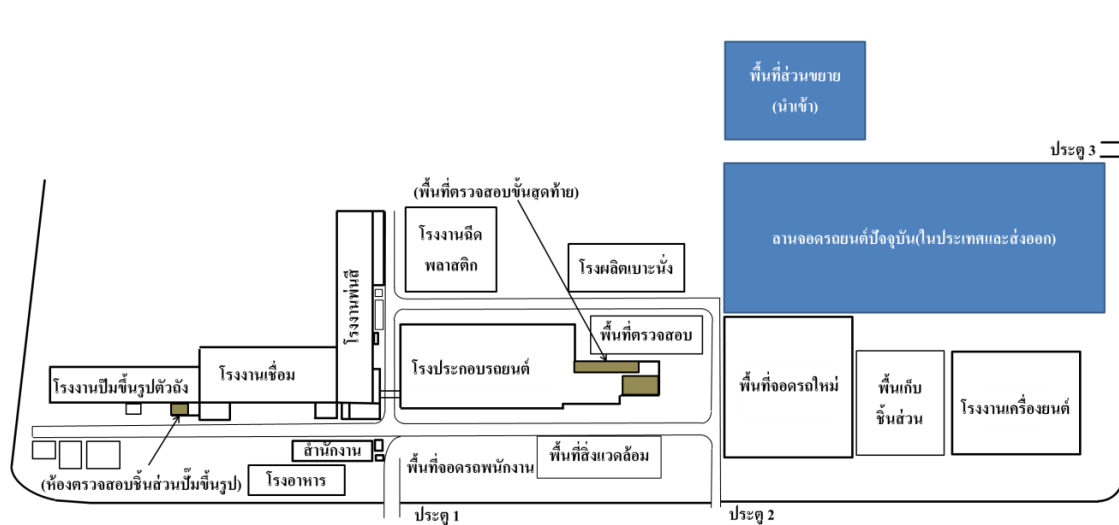 พื้นที่ส่วนขยาย
(นำเข้า)
ประตู 3
(พื้นที่ตรวจสอบขั้นสุดท้าย)
โรงงานฉีด
พลาสติก
ลานจอดรถยนต์ปัจจุบัน(ในประเทศและส่งออก)
โรงผลิตเบาะนั่ง
โรงงานพ่นสี
พื้นที่ตรวจสอบ
โรงงานปั๊มขึ้นรูปตัวถัง
โรงงานเชื่อม
โรงประกอบรถยนต์
พื้นที่จอดรถใหม่
พื้นเก็บ
ชิ้นส่วน
โรงงานเครื่องยนต์
สำนักงาน
พื้นที่สิ่งแวดล้อม
พื้นที่จอดรถพนักงาน
(ห้องตรวจสอบชิ้นส่วนปั๊มขึ้นรูป)
โรงอาหาร
ประตู 1
ประตู 2